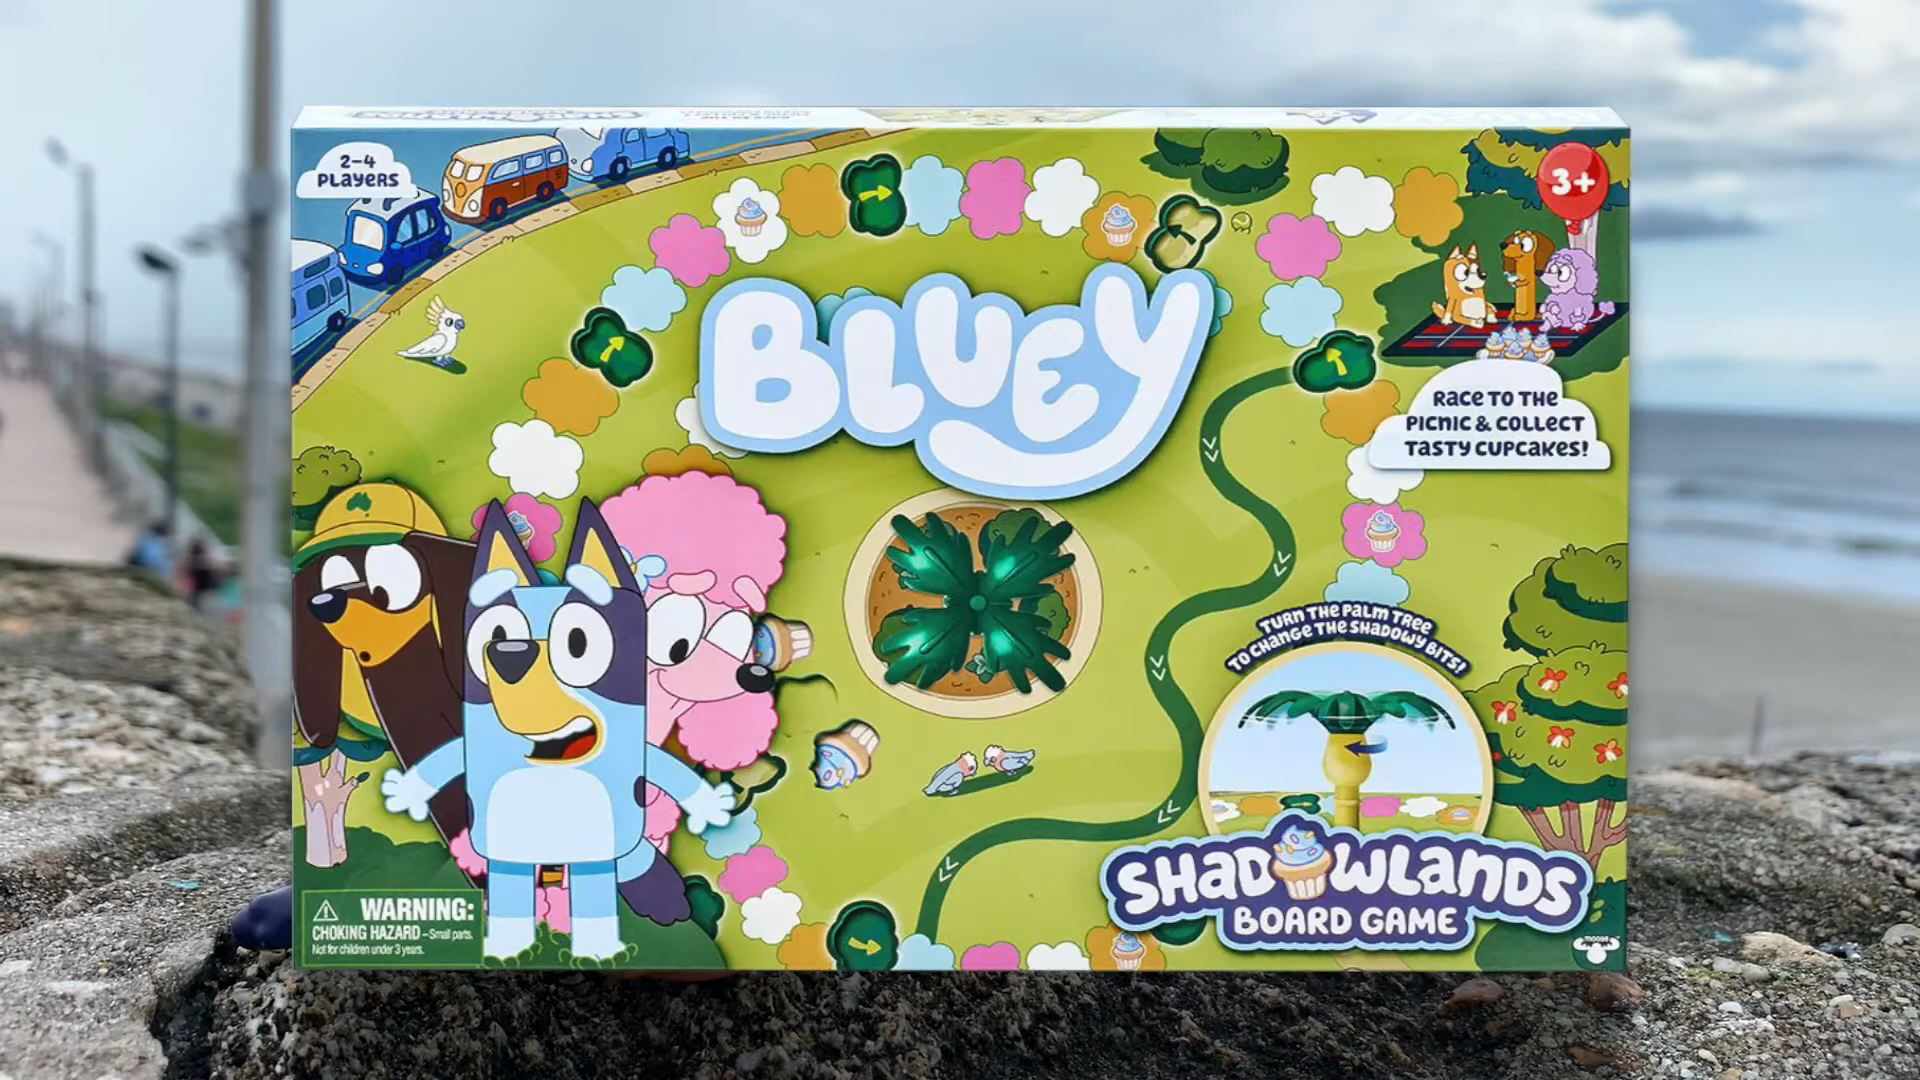 2-4
PLAYERS
3+
BLUEY
RACE TO THE
PICNIC & COLLECT
TASTY CUPCAKES!
TURN THE PALM TREE
TO CHANGE THE SHADOWY BITS!
SHADOWLANDS
BOARD GAME
WARNING:
CHOKING HAZARD – Small parts.
Not for children under 3 years.
moose